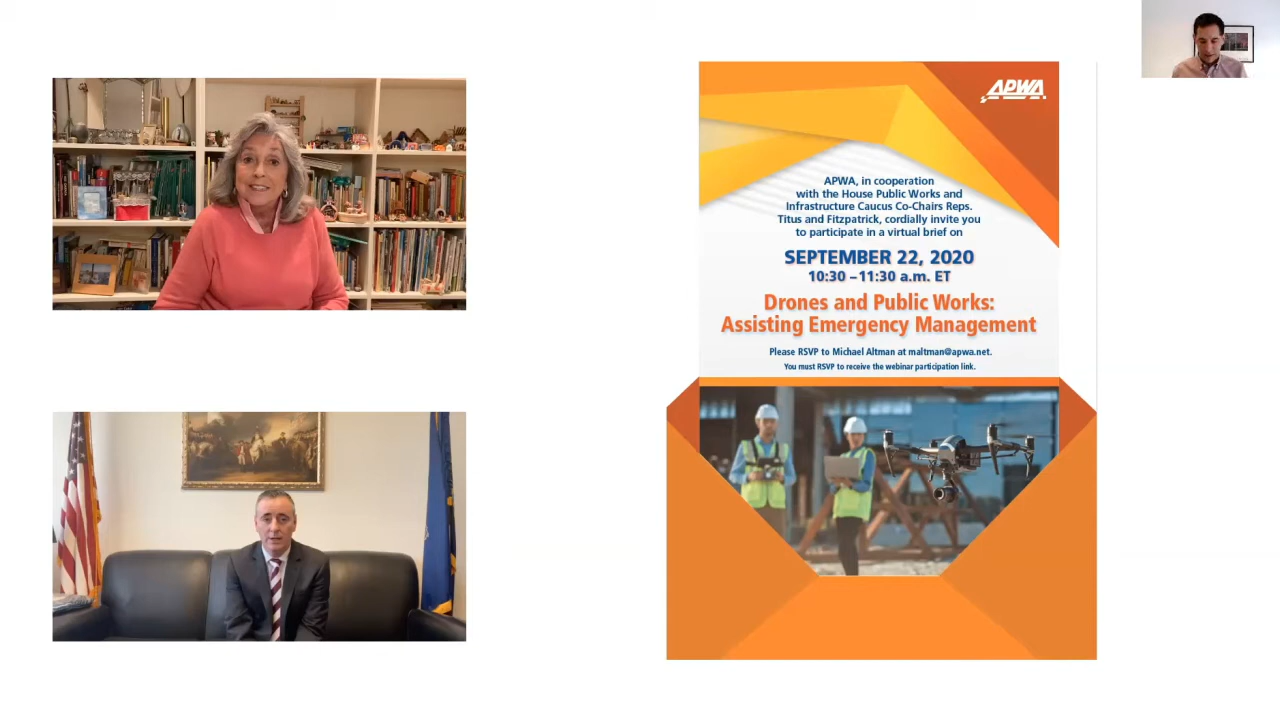 APWA
APWA, in cooperation
with the House Public Works and
Infrastructure Caucus Co-Chairs Reps.
Titus and Fitzpatrick, cordially invite you
to participate in a virtual brief on
SEPTEMBER 22, 2020
10:30 – 11:30 a.m. ET
Drones and Public Works:
Assisting Emergency Management
Please RSVP to Michael Altman at maltman@apwa.net.
You must RSVP to receive the webinar participation link.